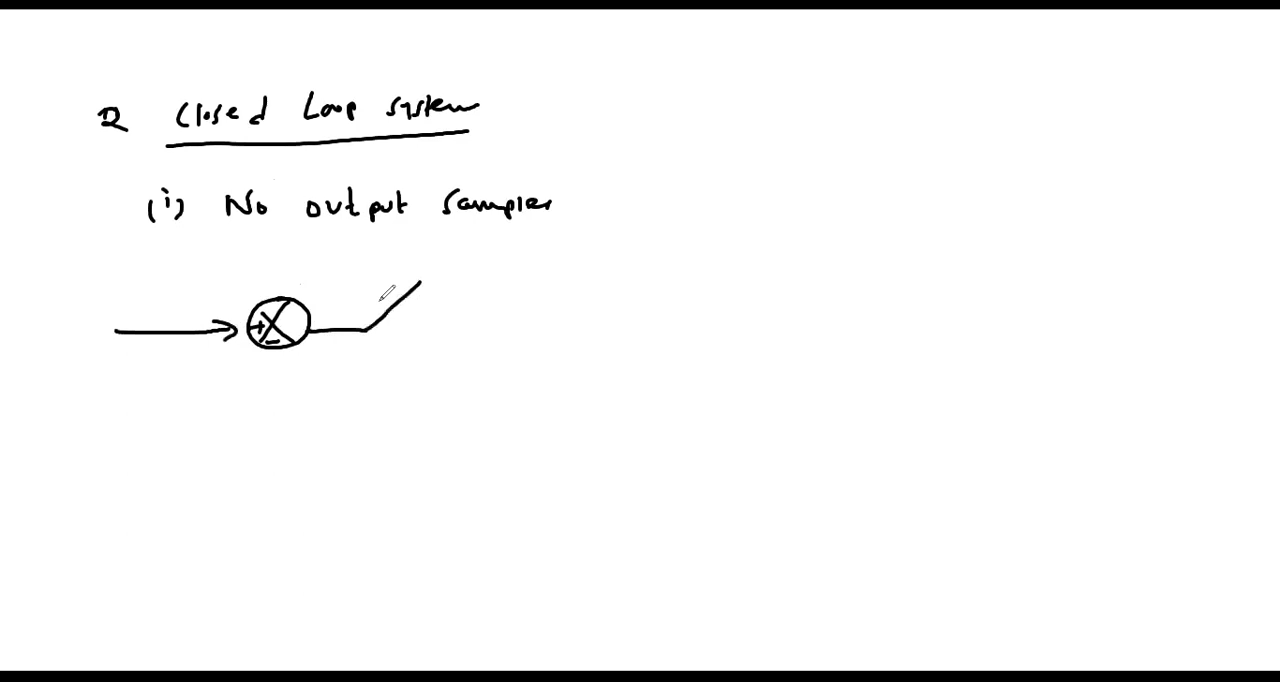 2 Closed Loop system
(i) No output sampler
+
-